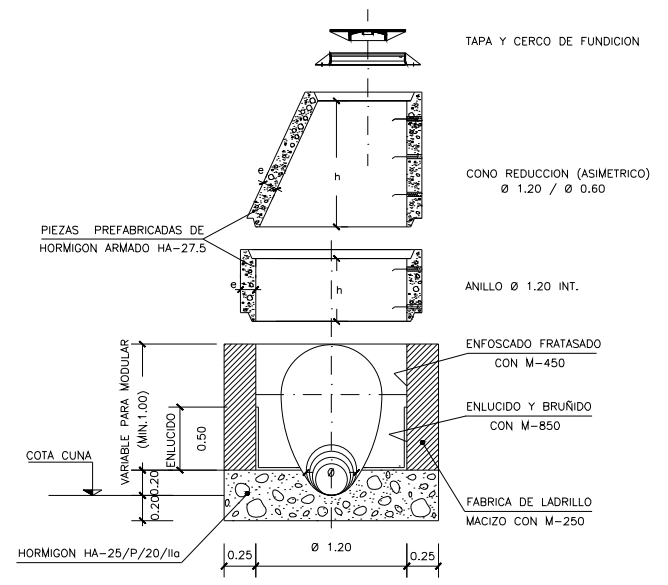 TAPA Y CERCO DE FUNDICION
CONO REDUCCION (ASIMETRICO)
Ø 1.20 / Ø 0.60
e
h
PIEZAS PREFABRICADAS DE
HORMIGON ARMADO HA-27.5
e
h
ANILLO Ø 1.20 INT.
ENFOSCADO FRATASADO
CON M-450
VARIABLE PARA MODULAR
(MIN.1.00)
ENLUCIDO
0.50
ENLUCIDO Y BRUÑIDO
CON M-850
COTA CUNA
0.20
0.20
Ø
FABRICA DE LADRILLO
MACIZO CON M-250
HORMIGON HA-25/P/20/IIa
0.25
Ø 1.20
0.25